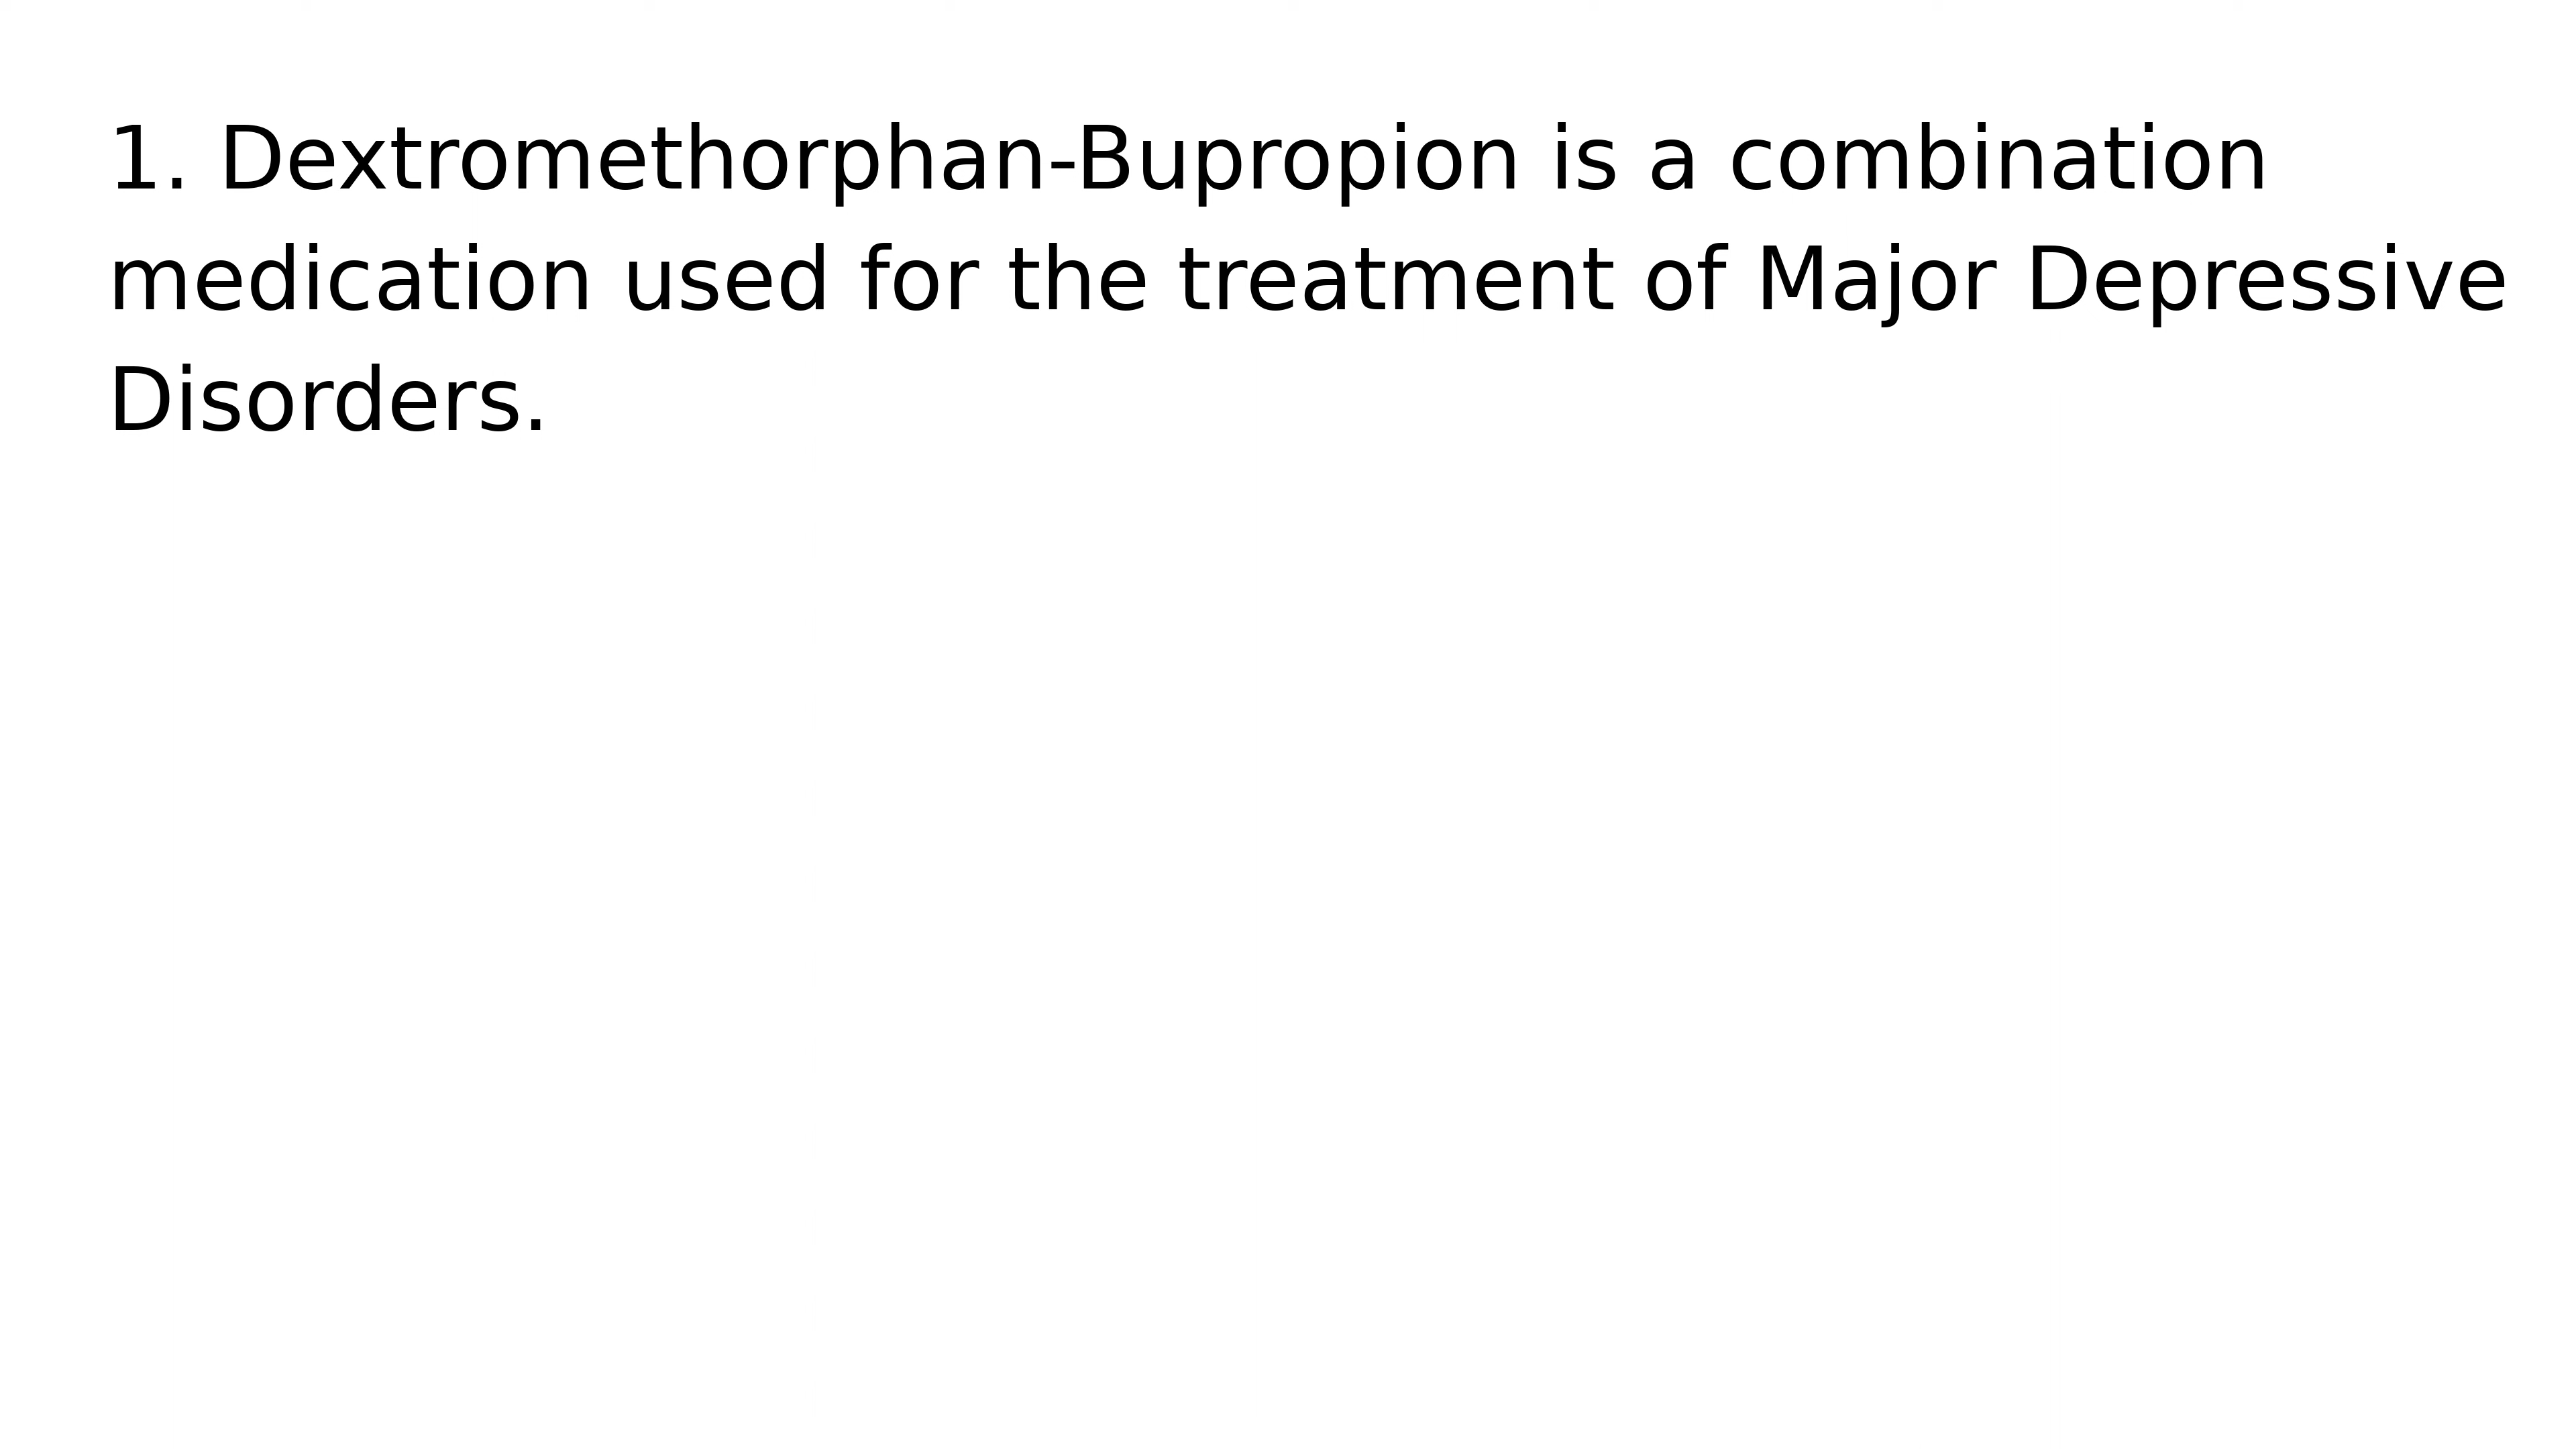 1. Dextromethorphan-Bupropion is a combination
medication used for the treatment of Major Depressive
Disorders.